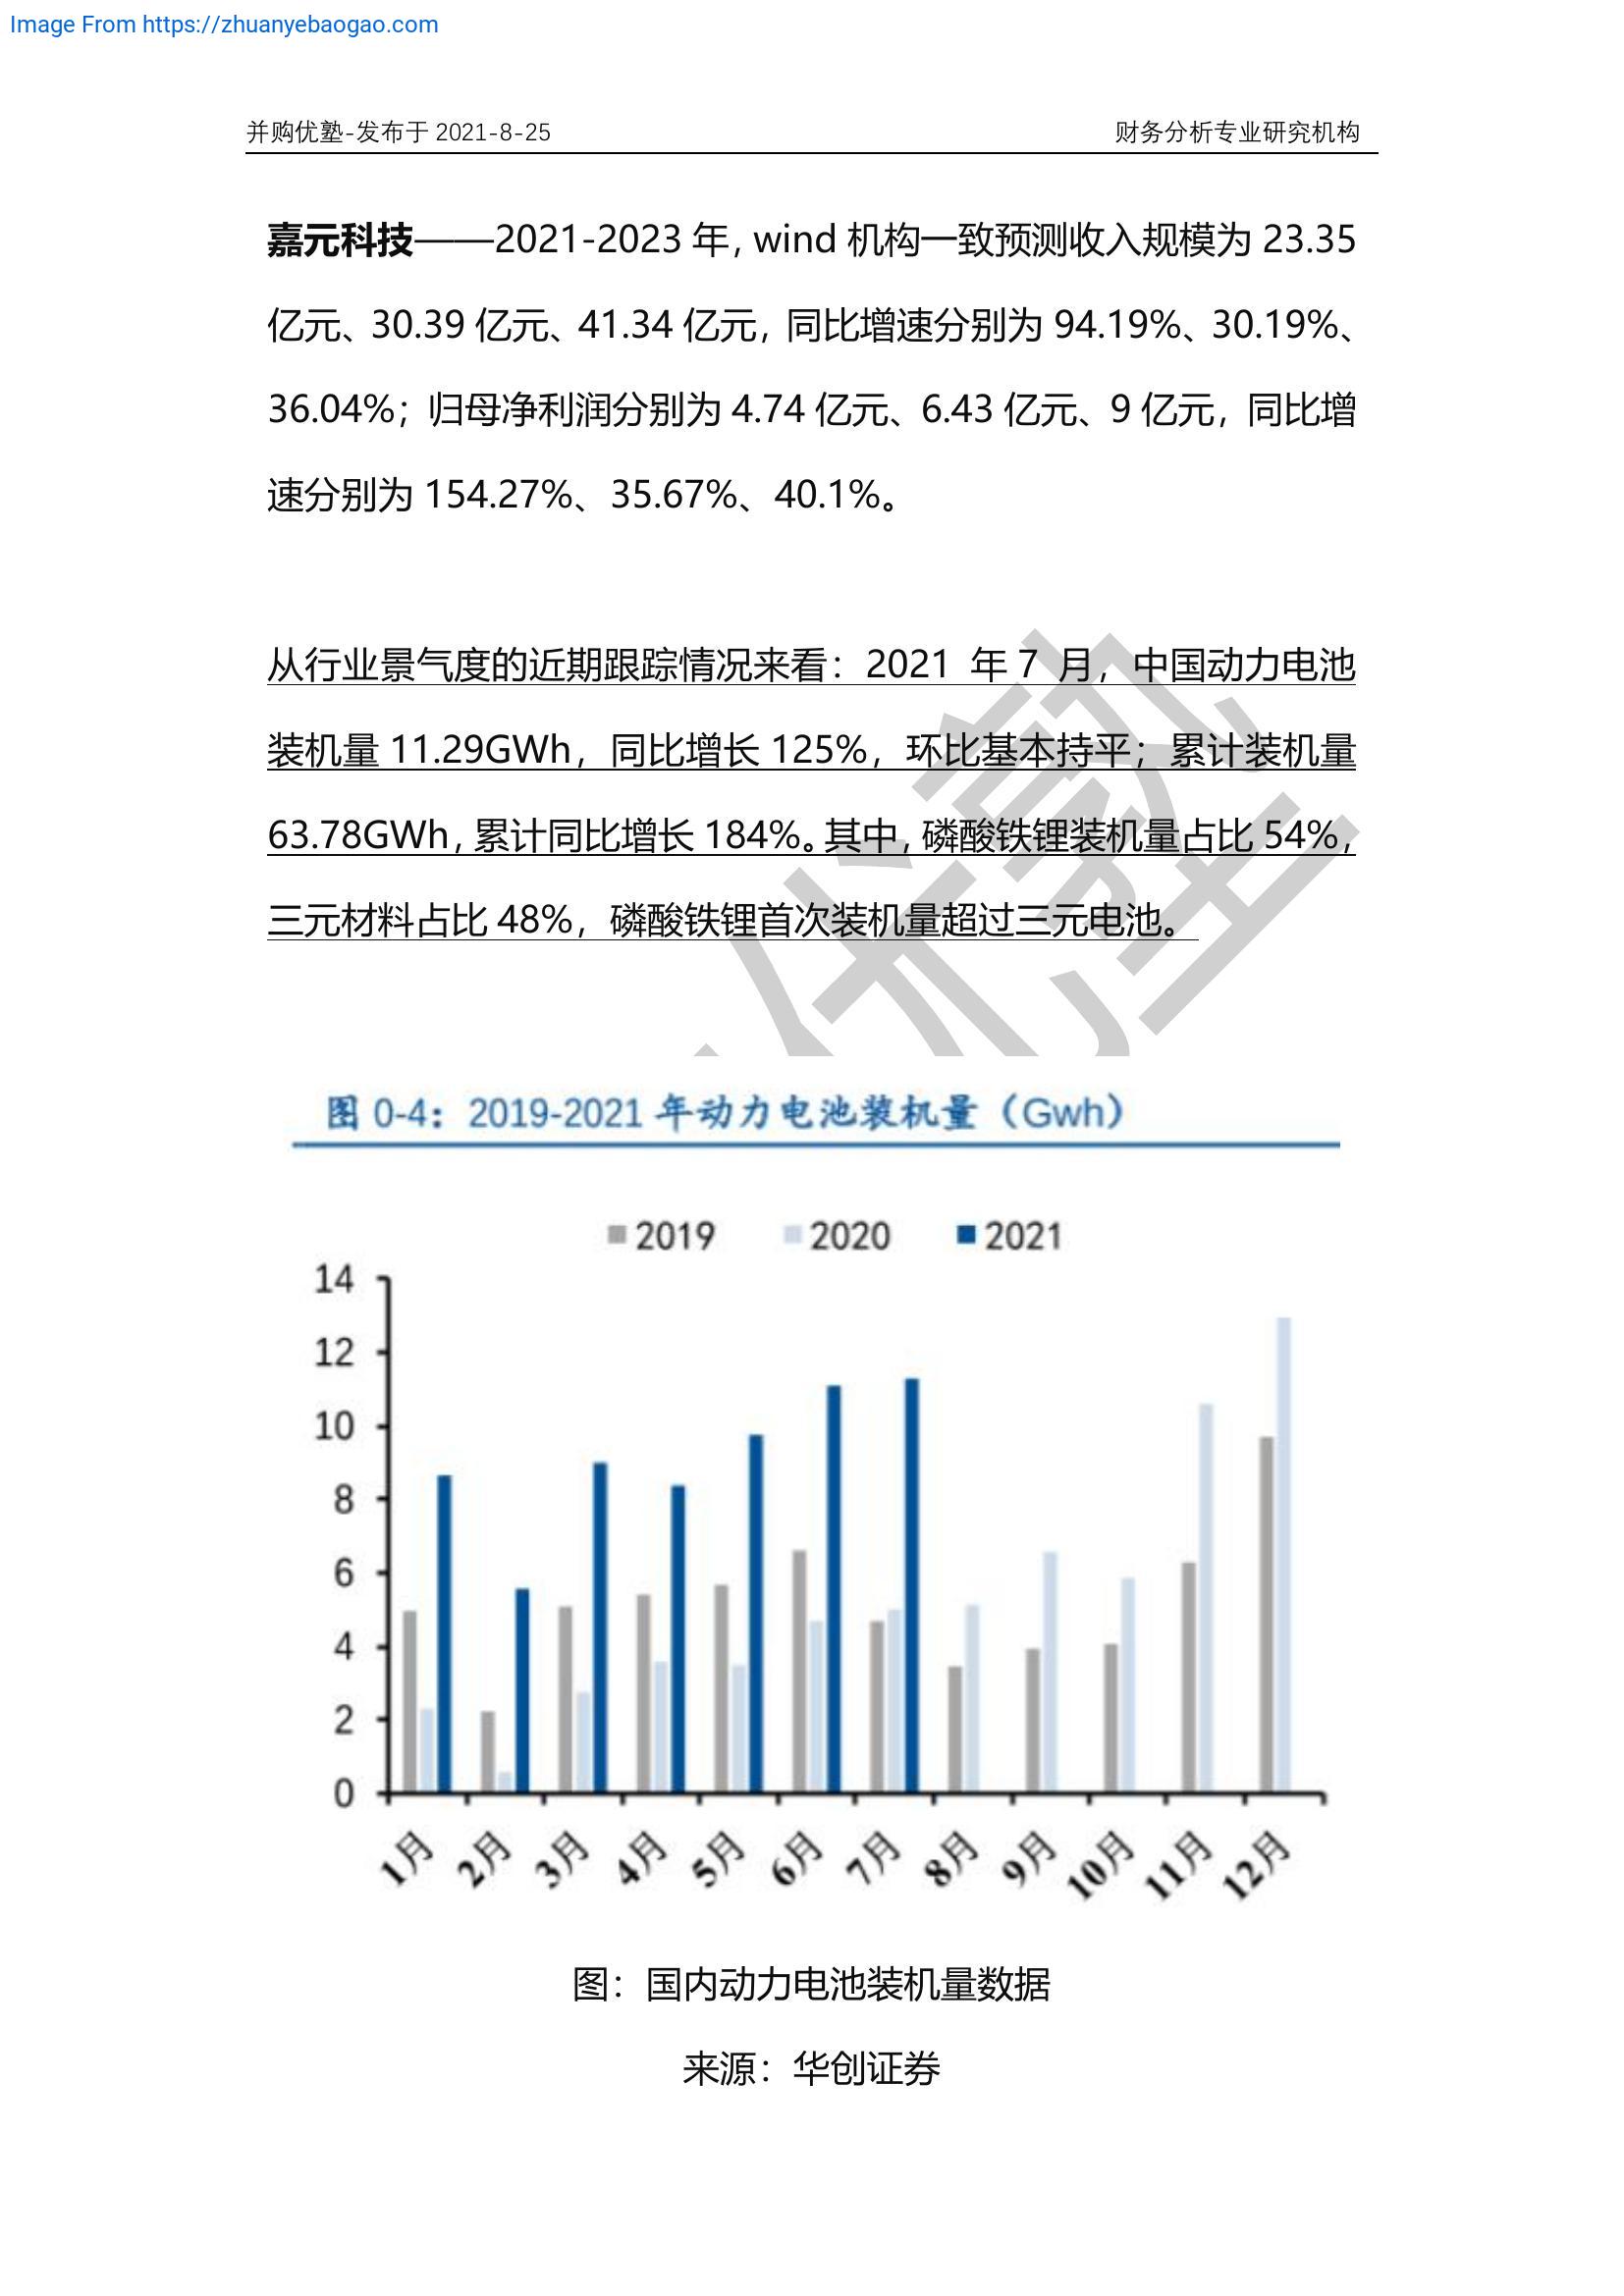 Image From https://zhuanyebaogao.com
并购优塾-发布于 2021-8-25 财务分析专业研究机构
嘉元科技——2021-2023 年，wind 机构一致预测收入规模为 23.35
亿元、30.39 亿元、41.34 亿元，同比增速分别为 94.19%、30.19%、
36.04%；归母净利润分别为 4.74 亿元、6.43 亿元、9 亿元，同比增
速分别为 154.27%、35.67%、40.1%。
从行业景气度的近期跟踪情况来看：2021 年 7 月，中国动力电池
装机量 11.29GWh，同比增长 125%，环比基本持平；累计装机量
63.78GWh，累计同比增长 184%。其中，磷酸铁锂装机量占比 54%，
三元材料占比 48%，磷酸铁锂首次装机量超过三元电池。
图 0-4：2019-2021 年动力电池装机量（Gwh）
2019 2020 2021
14
12
10
8
6
4
2
0
1月 2月 3月 4月 5月 6月 7月 8月 9月 10月 11月 12月
图：国内动力电池装机量数据
来源：华创证券